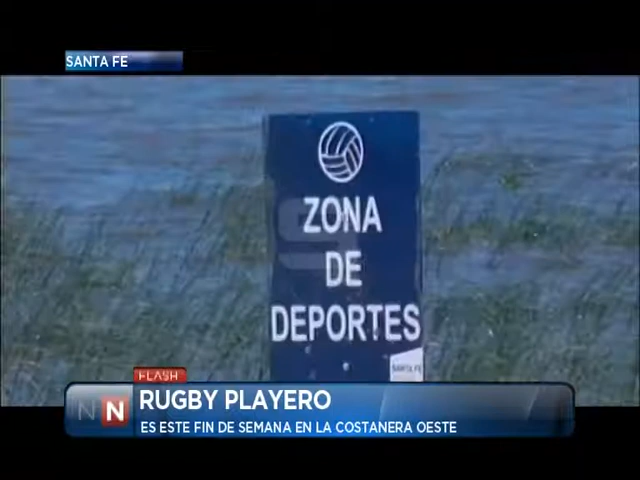 SANTA FE
ZONA
DE
DEPORTES
SANTA FE
FLASH
N N
RUGBY PLAYERO
ES ESTE FIN DE SEMANA EN LA COSTANERA OESTE